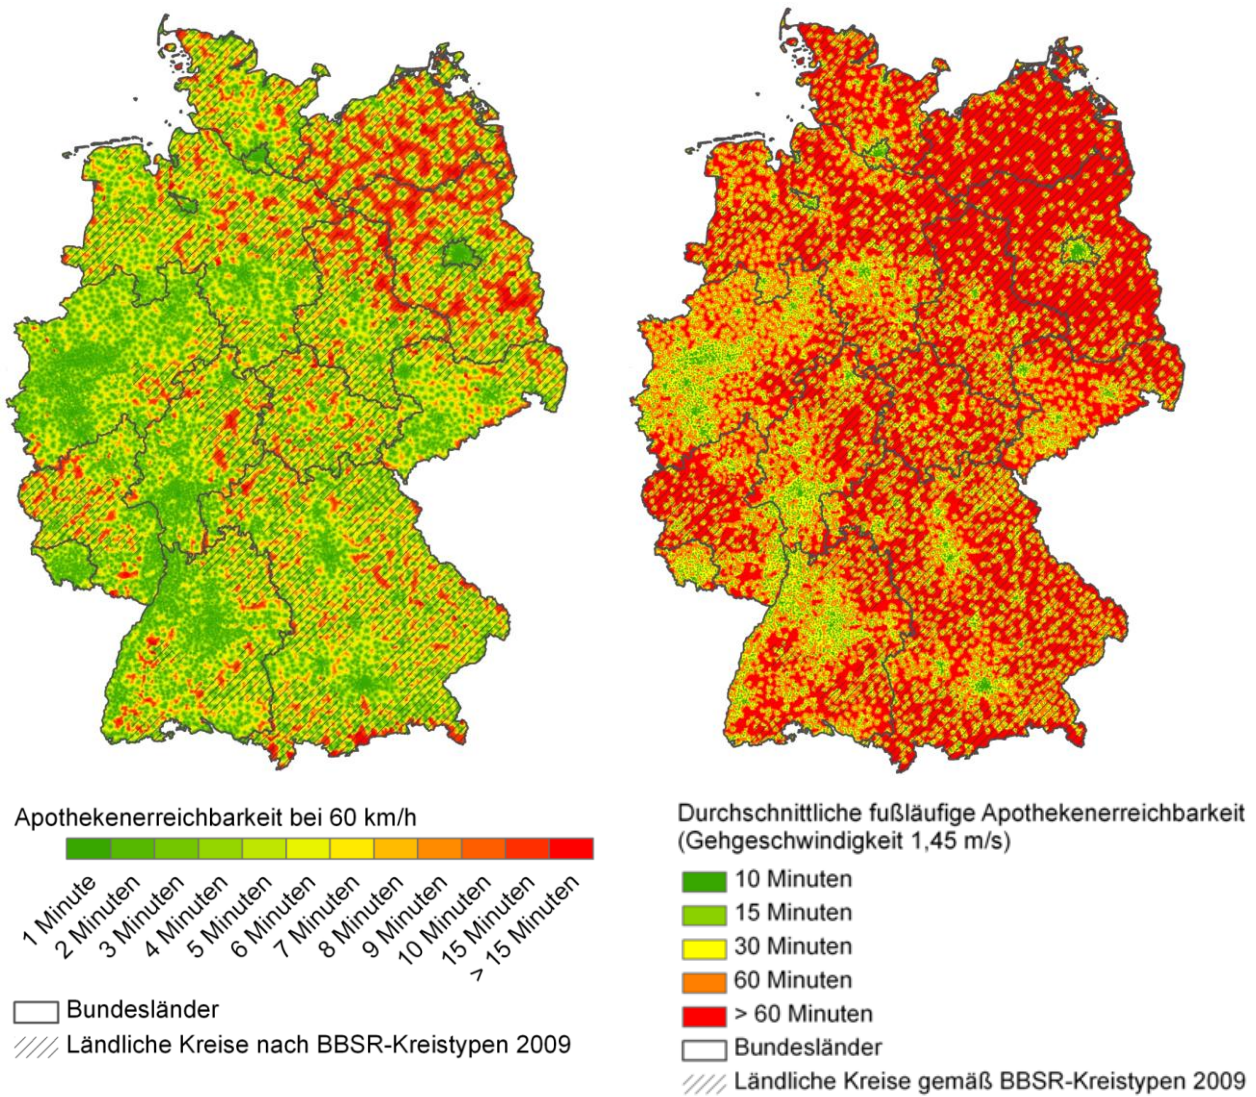 Apothekenerreichbarkeit bei 60 km/h
1 Minute
2 Minuten
3 Minuten
4 Minuten
5 Minuten
6 Minuten
7 Minuten
8 Minuten
9 Minuten
10 Minuten
15 Minuten
> 15 Minuten
Bundesländer
Ländliche Kreise nach BBSR-Kreistypen 2009
Durchschnittliche fußläufige Apothekenerreichbarkeit
(Gehgeschwindigkeit 1,45 m/s)
10 Minuten
15 Minuten
30 Minuten
60 Minuten
> 60 Minuten
Bundesländer
Ländliche Kreise gemäß BBSR-Kreistypen 2009